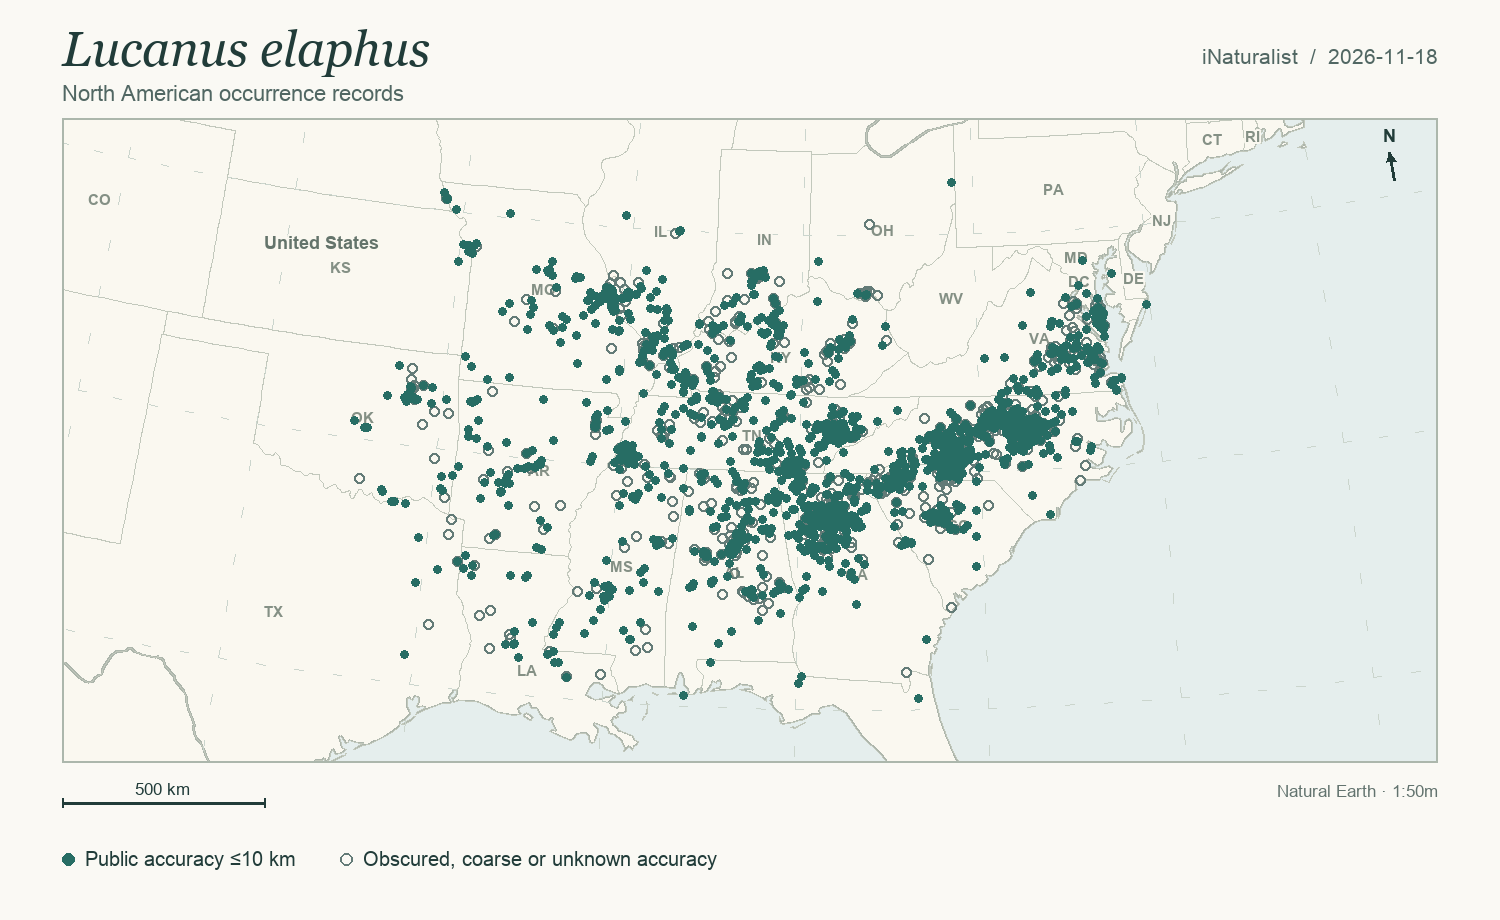 Lucanus elaphus
North American occurrence records
iNaturalist / 2026-11-18
N
CT
RI
PA
CO
NJ
IL
IN
OH
United States
KS
MD
DC
DE
MO
WV
VA
KY
OK
TN
AR
MS
AL
GA
TX
LA
500 km
Natural Earth · 1:50m
Public accuracy ≤10 km
Obscured, coarse or unknown accuracy